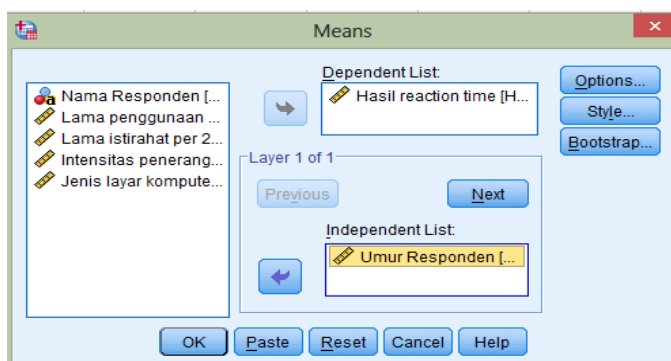 Means
Nama Responden [...
Lama penggunaan ...
Lama istirahat per 2...
Intensitas penerang...
Jenis layar kompute...
Dependent List:
Hasil reaction time [H...
Layer 1 of 1
Previous
Next
Independent List:
Umur Responden [...
Options...
Style...
Bootstrap...
OK
Paste
Reset
Cancel
Help